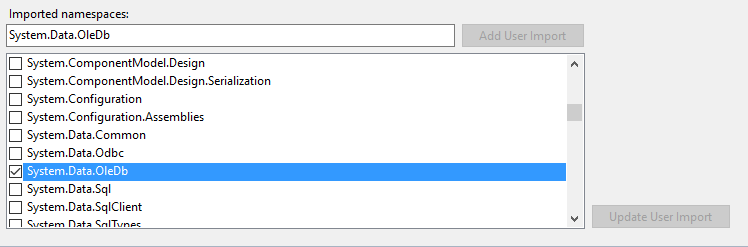 Imported namespaces:
System.Data.OleDb
Add User Import
System.ComponentModel.Design
System.ComponentModel.Design.Serialization
System.Configuration
System.Configuration.Assemblies
System.Data.Common
System.Data.Odbc
System.Data.OleDb
System.Data.Sql
System.Data.SqlClient
System.Data.SqlTypes
Update User Import